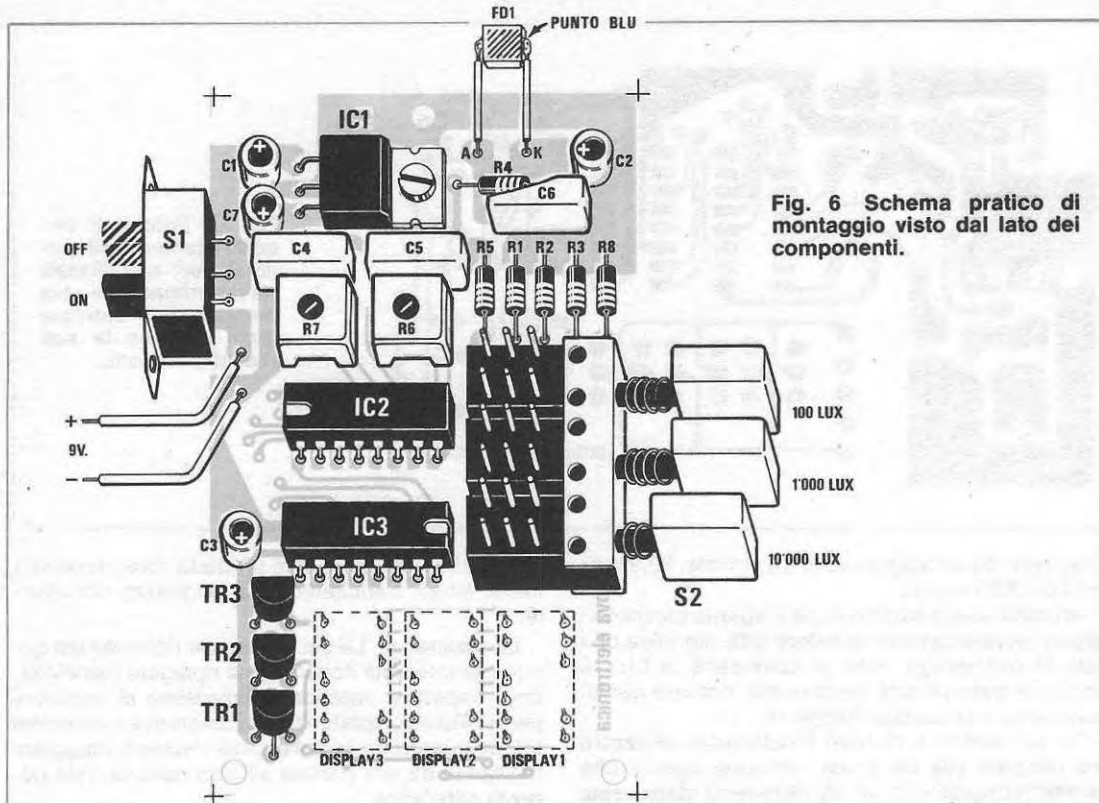 FD1
PUNTO BLU
IC1
A
K
C1
C2
R4
C6
C7
Fig. 6 Schema pratico di
montaggio visto dal lato dei
componenti.
S1
OFF
ON
C4
C5
R5
R1
R2
R3
R8
R7
R6
IC2
100 LUX
+
9V.
-
1'000 LUX
IC3
10'000 LUX
C3
S2
TR3
TR2
TR1
nova elettronica
DISPLAY3
DISPLAY2
DISPLAY1